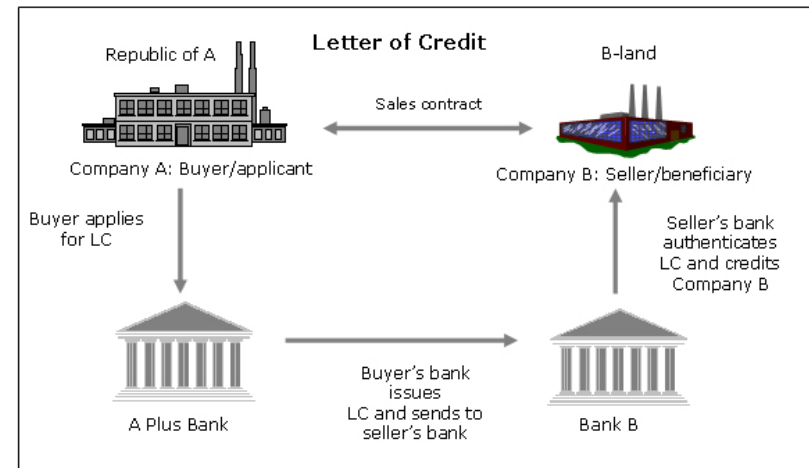 Letter of Credit
Republic of A
B-land
Sales contract
Company A: Buyer/applicant
Company B: Seller/beneficiary
Buyer applies
for LC
Seller's bank
authenticates
LC and credits
Company B
A Plus Bank
Buyer's bank
issues
LC and sends to
seller's bank
Bank B